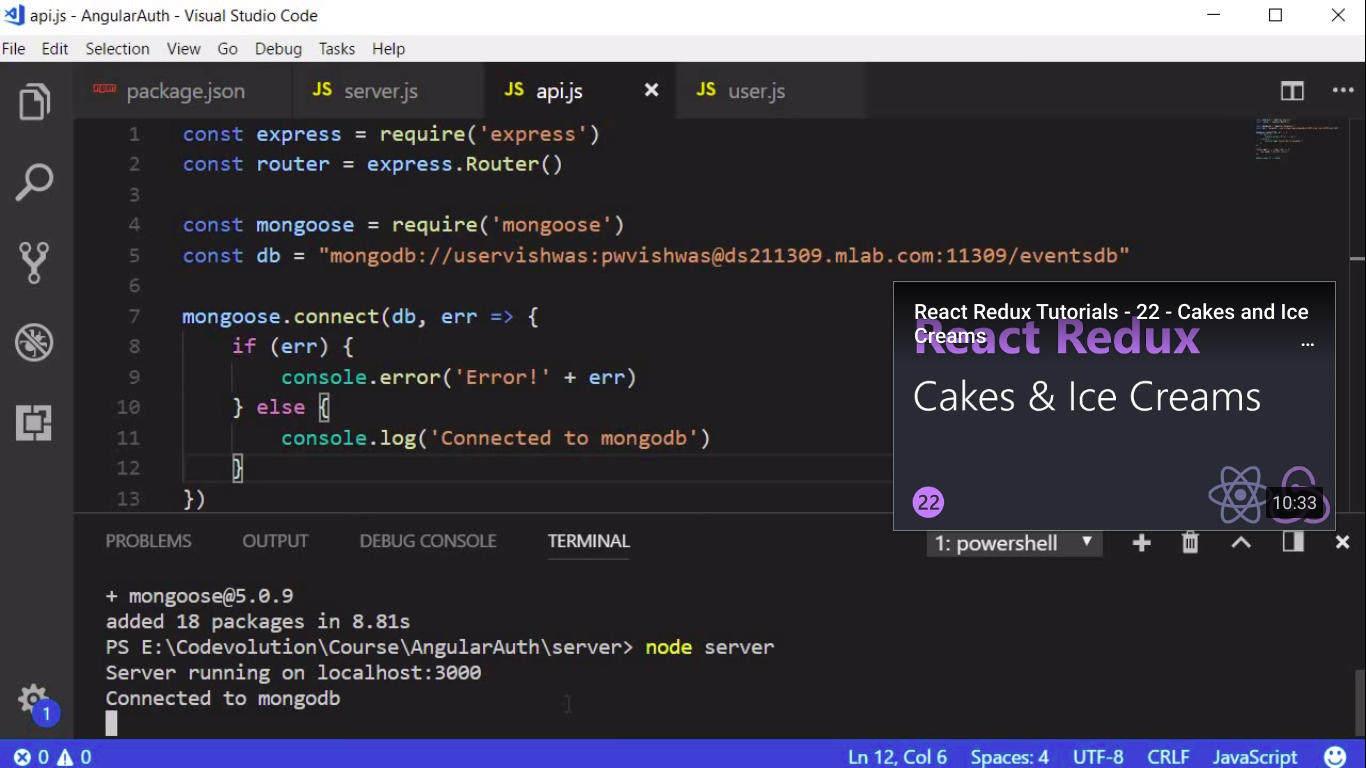 api.js - AngularAuth - Visual Studio Code
File Edit Selection View Go Debug Tasks Help
npm package.json JS server.js JS api.js JS user.js
1 const express = require('express')
2 const router = express.Router()
3
4 const mongoose = require('mongoose')
5 const db = "mongodb://uservishwas:pwvishwas@ds211309.mlab.com:11309/eventsdb"
6
7 mongoose.connect(db, err => {
8 if (err) {
9 console.error('Error!' + err)
10 } else {
11 console.log('Connected to mongodb')
12 }
13 })
React Redux Tutorials - 22 - Cakes and Ice
Creams ...
React Redux
Cakes & Ice Creams
22 10:33
PROBLEMS OUTPUT DEBUG CONSOLE TERMINAL 1: powershell
+ mongoose@5.0.9
added 18 packages in 8.81s
PS E:\Codevolution\Course\AngularAuth\server> node server
Server running on localhost:3000
Connected to mongodb
1
0 0 Ln 12, Col 6 Spaces: 4 UTF-8 CRLF JavaScript